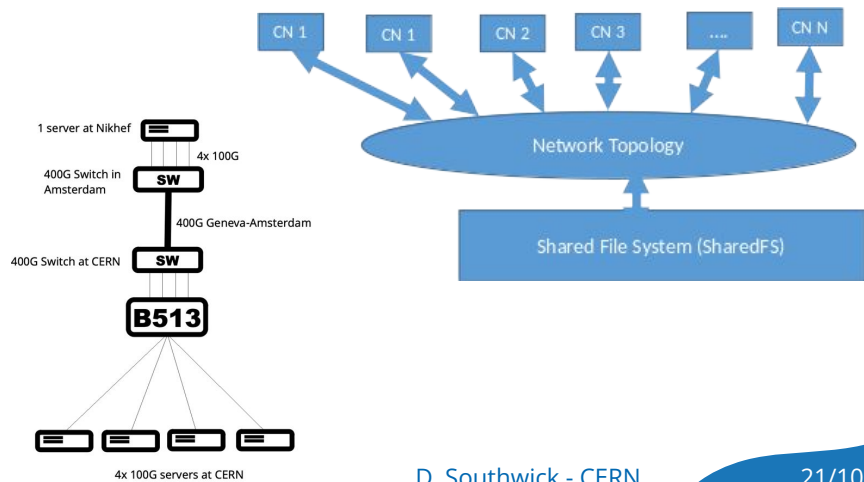 CN 1
CN 1
CN 2
CN 3
....
CN N
Network Topology
Shared File System (SharedFS)
1 server at Nikhef
4x 100G
400G Switch in
Amsterdam
SW
400G Geneva-Amsterdam
400G Switch at CERN
SW
B513
4x 100G servers at CERN
D. Southwick - CERN
21/10